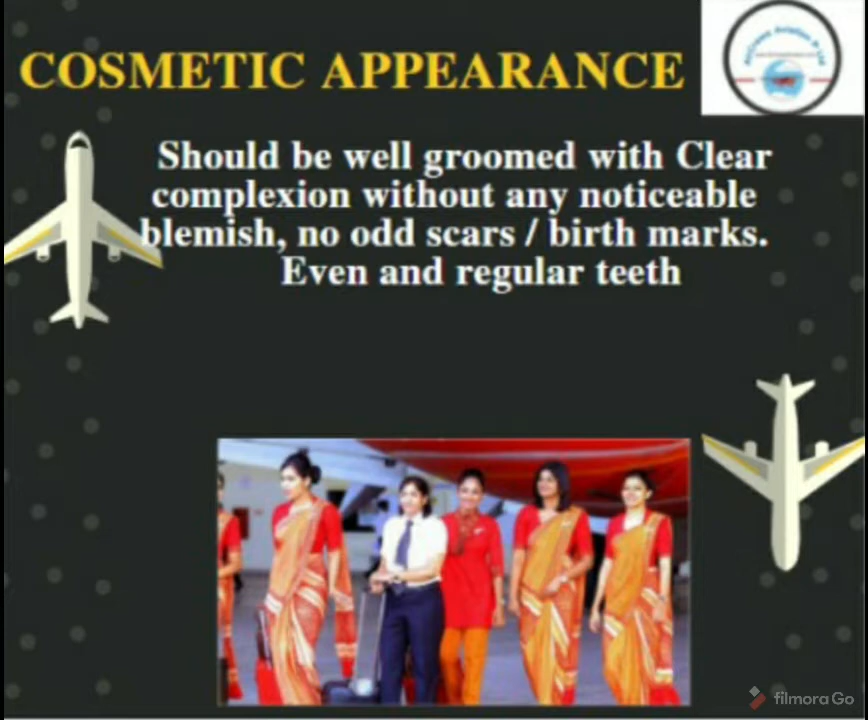 COSMETIC APPEARANCE
Should be well groomed with Clear
complexion without any noticeable
blemish, no odd scars / birth marks.
Even and regular teeth
filmora Go